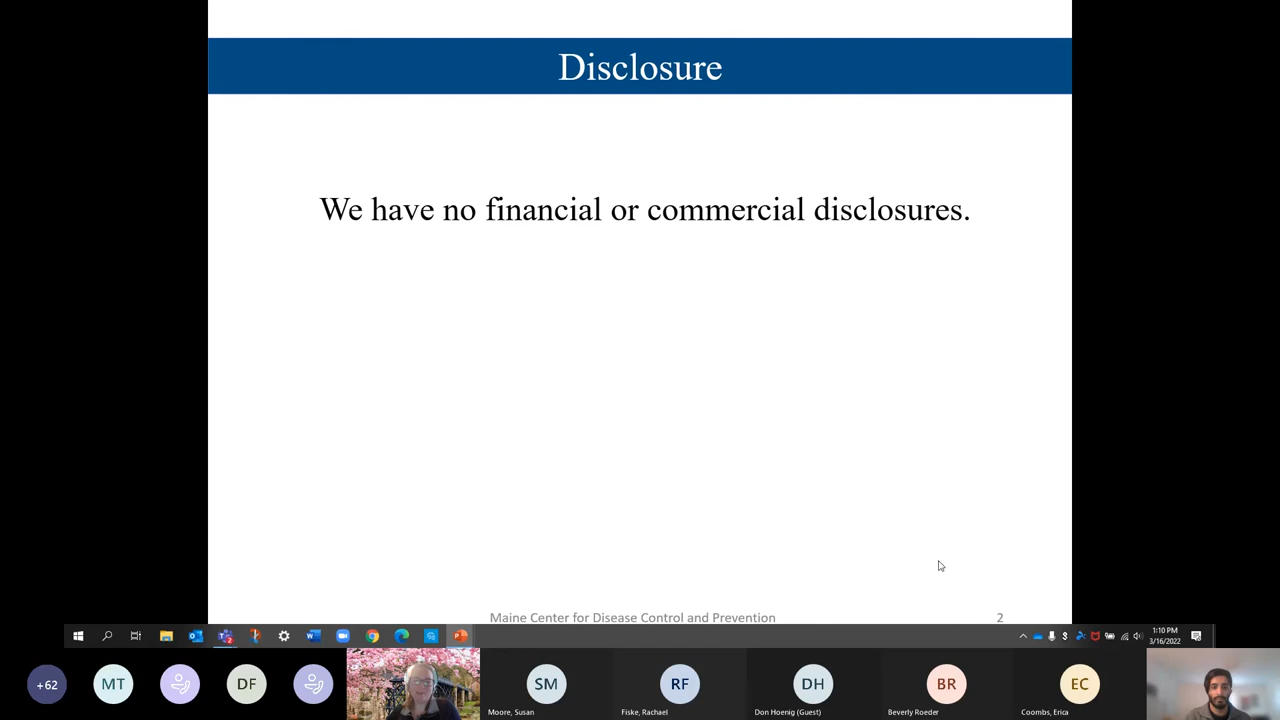 Disclosure
We have no financial or commercial disclosures.
Maine Center for Disease Control and Prevention
2
1:10 PM
3/16/2022
+62
MT
DF
SM
Moore, Susan
RF
Fiske, Rachael
DH
Don Hoenig (Guest)
BR
Beverly Roeder
EC
Coombs, Erica